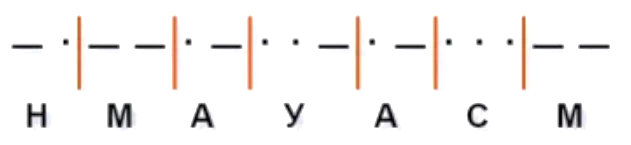 — · | — — | · — | · · — | · — | · · · | — —
Н М А У А С М